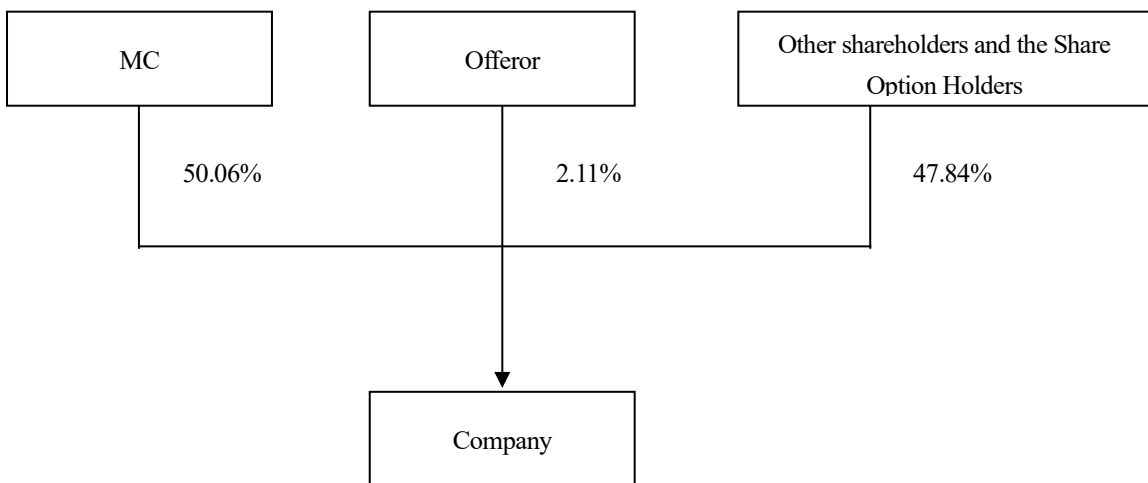 MC
Offeror
Other shareholders and the Share
Option Holders
50.06%
2.11%
47.84%
Company